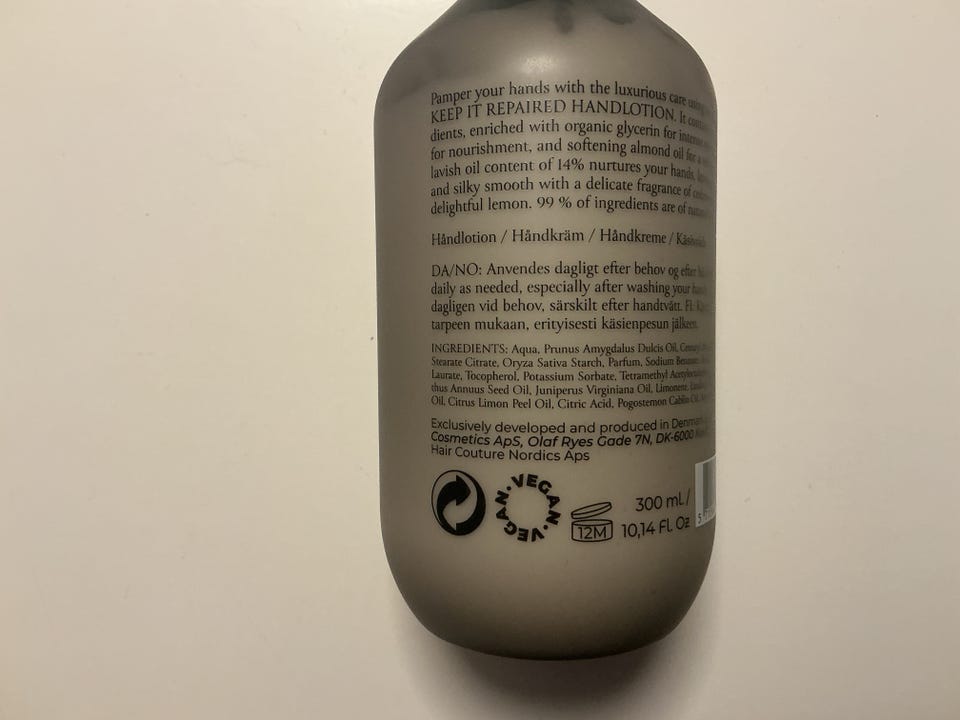 Pamper your hands with the luxurious care
KEEP IT REPAIRED HANDLOTION. It
dients, enriched with organic glycerin for
for nourishment, and softening almond oil for
lavish oil content of 14% nurtures your hands,
and silky smooth with a delicate fragrance of
delightful lemon. 99 % of ingredients are of
Håndlotion / Håndkräm / Håndkreme /
DA/NO: Anvendes dagligt efter behov og efter
daily as needed, especially after washing your
dagligen vid behov, särskilt efter handtvätt. FI:
tarpeen mukaan, erityisesti käsienpesun jälkeen.
INGREDIENTS: Aqua, Prunus Amygdalus Dulcis Oil,
Stearate Citrate, Oryza Sativa Starch, Parfum, Sodium
Laurate, Tocopherol, Potassium Sorbate, Tetramethyl
thus Annuus Seed Oil, Juniperus Virginiana Oil, Limonene,
Oil, Citrus Limon Peel Oil, Citric Acid, Pogostemon Cablin Oil,
Exclusively developed and produced in Denmark
Cosmetics ApS, Olaf Ryes Gade 7N, DK-6000
Hair Couture Nordics Aps
VEGAN. VEGAN.
12M
300 ml. /
10,14 Fl. Oz